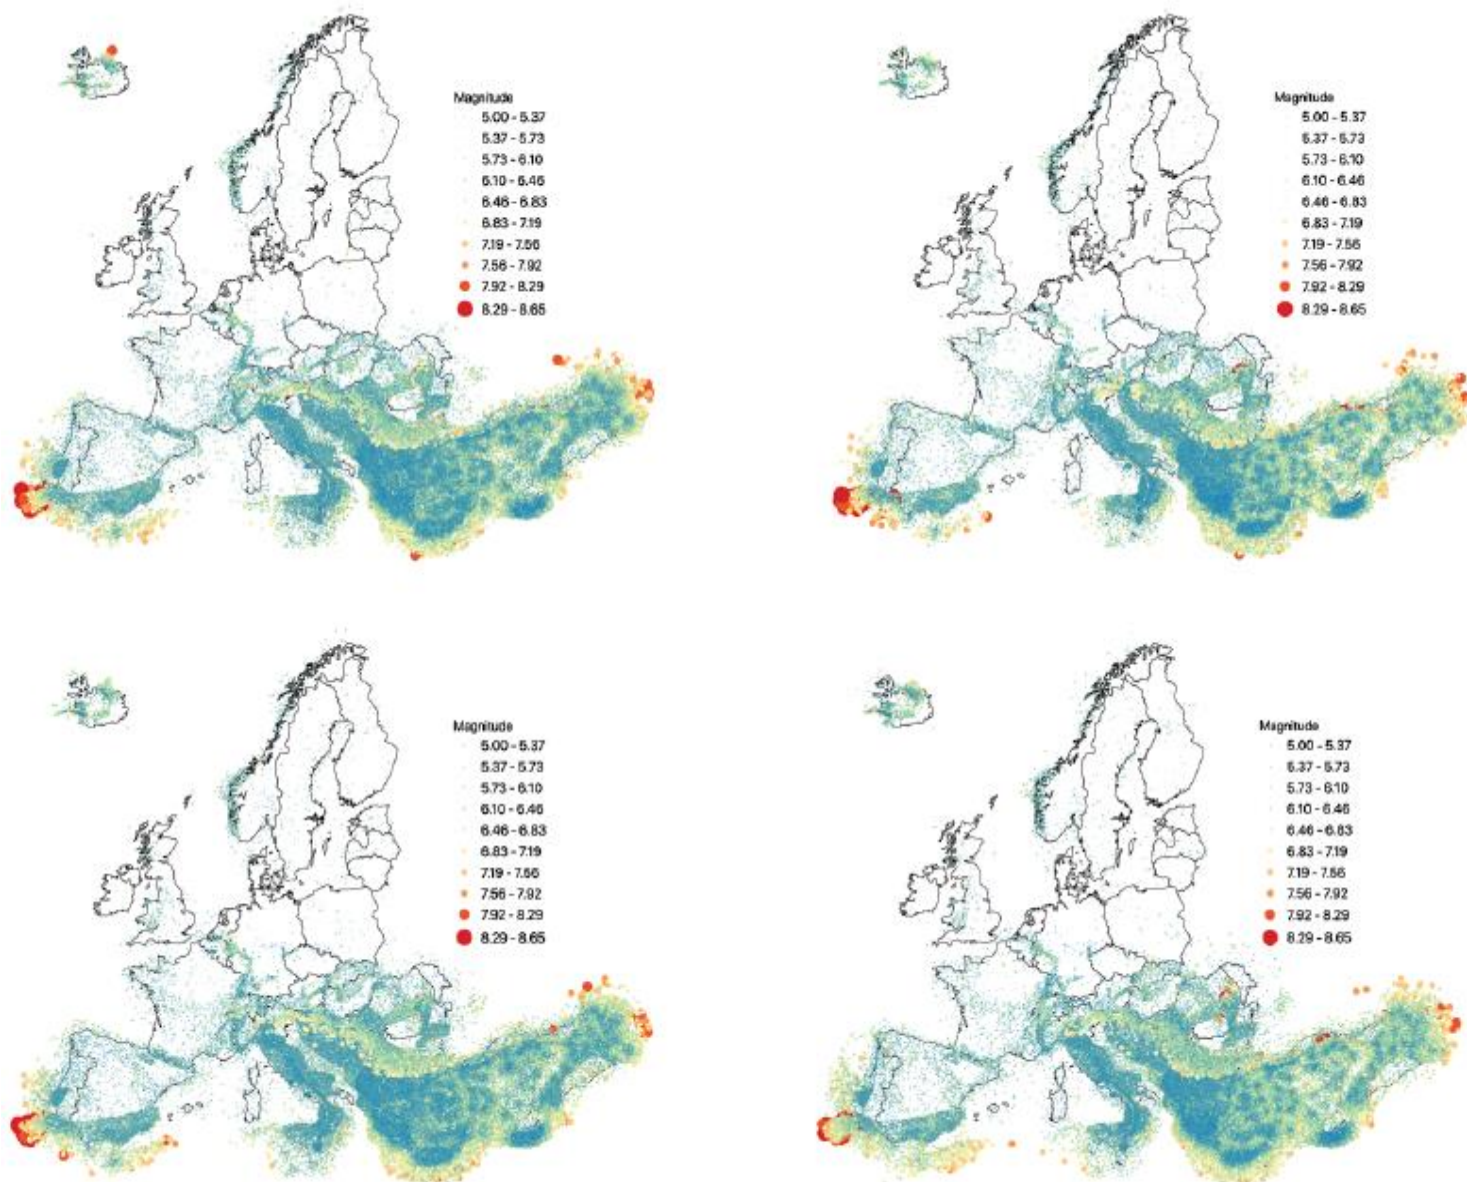 Magnitude
5.00 - 5.37
5.37 - 5.73
5.73 - 6.10
6.10 - 6.46
6.46 - 6.83
6.83 - 7.19
7.19 - 7.56
7.56 - 7.92
7.92 - 8.29
8.29 - 8.65
Magnitude
5.00 - 5.37
5.37 - 5.73
5.73 - 6.10
6.10 - 6.46
6.46 - 6.83
6.83 - 7.19
7.19 - 7.56
7.56 - 7.92
7.92 - 8.29
8.29 - 8.65
Magnitude
5.00 - 5.37
5.37 - 5.73
5.73 - 6.10
6.10 - 6.46
6.46 - 6.83
6.83 - 7.19
7.19 - 7.56
7.56 - 7.92
7.92 - 8.29
8.29 - 8.65
Magnitude
5.00 - 5.37
5.37 - 5.73
5.73 - 6.10
6.10 - 6.46
6.46 - 6.83
6.83 - 7.19
7.19 - 7.56
7.56 - 7.92
7.92 - 8.29
8.29 - 8.65